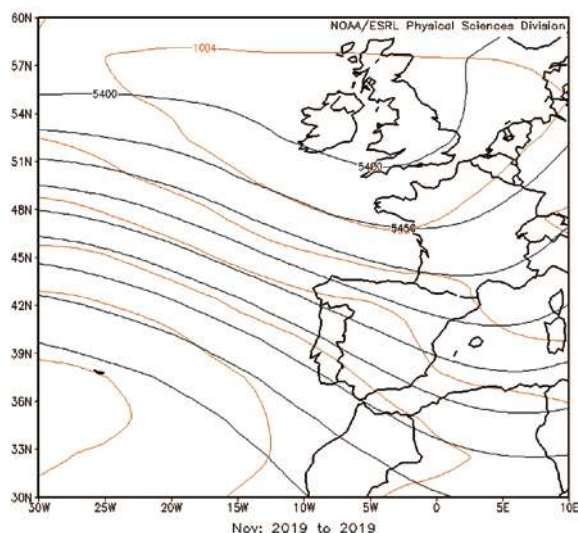 NOAA/ESRL Physical Sciences Division
60N
57N
1004
5400
54N
51N
5400
48N
5450
45N
42N
39N
36N
33N
30N
30W 25W 20W 15W 10W 5W 0 5E 10E
Nov: 2019 to 2019